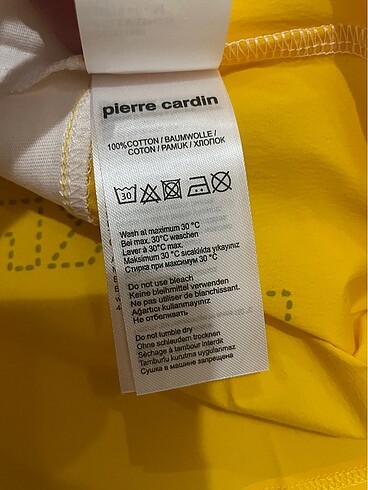 pierre cardin
100%COTTON / BAUMWOLLE /
COTON / PAMUK / ХЛОПОК
30
Wash at maximum 30 °C
Bei max. 30°C waschen
Laver à 30°C max.
Maksimum 30 °C sıcaklıkta yıkayınız
Стирка при максимум 30 °C
Do not use bleach
Keine bleihmittel verwenden
Ne pas utiliser de blanchissant.
Ağartıcı kullanmayınız
Не отбеливать
Do not tumble dry
Ohne schleudem trocknen
Séchage à tambour interdit
Tamburlu kurutma uygulanmaz
Сушка в машине запрещена